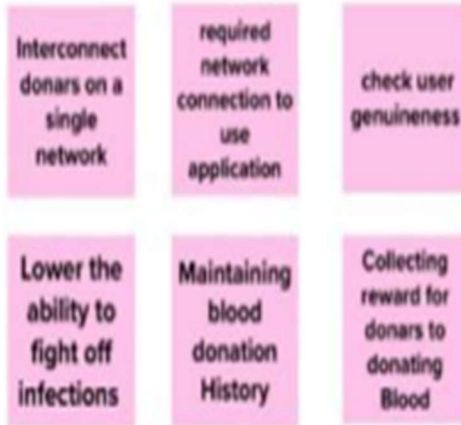 Interconnect
donars on a
single
network
required
network
connection to
use
application
check user
genuineness
Lower the
ability to
fight off
infections
Maintaining
blood
donation
History
Collecting
reward for
donars to
donating
Blood